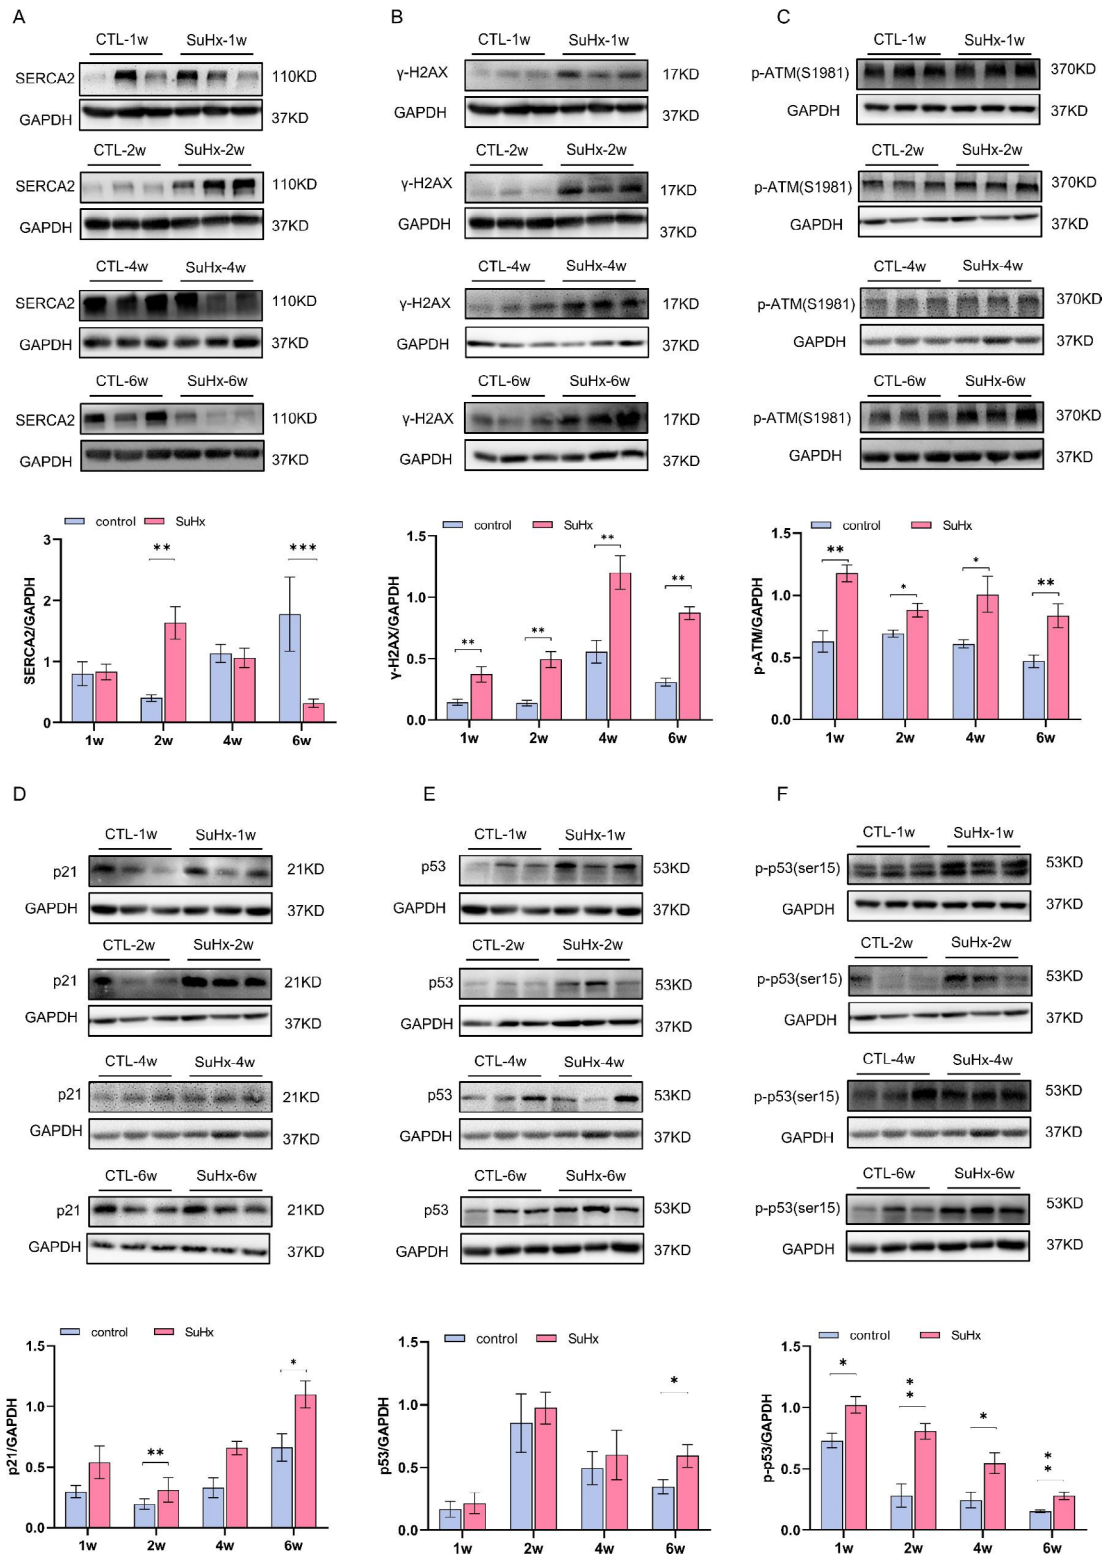 A
CTL-1w SuHx-1w
SERCA2 110KD
GAPDH 37KD
CTL-2w SuHx-2w
SERCA2 110KD
GAPDH 37KD
CTL-4w SuHx-4w
SERCA2 110KD
GAPDH 37KD
CTL-6w SuHx-6w
SERCA2 110KD
GAPDH 37KD
control SuHx
SERCA2/GAPDH
3
2
1
0
** ***
1w 2w 4w 6w
B
CTL-1w SuHx-1w
γ-H2AX 17KD
GAPDH 37KD
CTL-2w SuHx-2w
γ-H2AX 17KD
GAPDH 37KD
CTL-4w SuHx-4w
γ-H2AX 17KD
GAPDH 37KD
CTL-6w SuHx-6w
γ-H2AX 17KD
GAPDH 37KD
control SuHx
γ-H2AX/GAPDH
1.5
1.0
0.5
0.0
** ** ** **
1w 2w 4w 6w
C
CTL-1w SuHx-1w
p-ATM(S1981) 370KD
GAPDH 37KD
CTL-2w SuHx-2w
p-ATM(S1981) 370KD
GAPDH 37KD
CTL-4w SuHx-4w
p-ATM(S1981) 370KD
GAPDH 37KD
CTL-6w SuHx-6w
p-ATM(S1981) 370KD
GAPDH 37KD
control SuHx
p-ATM/GAPDH
1.5
1.0
0.5
0.0
** * * **
1w 2w 4w 6w
D
CTL-1w SuHx-1w
p21 21KD
GAPDH 37KD
CTL-2w SuHx-2w
p21 21KD
GAPDH 37KD
CTL-4w SuHx-4w
p21 21KD
GAPDH 37KD
CTL-6w SuHx-6w
p21 21KD
GAPDH 37KD
control SuHx
p21/GAPDH
1.5
1.0
0.5
0.0
** *
1w 2w 4w 6w
E
CTL-1w SuHx-1w
p53 53KD
GAPDH 37KD
CTL-2w SuHx-2w
p53 53KD
GAPDH 37KD
CTL-4w SuHx-4w
p53 53KD
GAPDH 37KD
CTL-6w SuHx-6w
p53 53KD
GAPDH 37KD
control SuHx
p53/GAPDH
1.5
1.0
0.5
0.0
*
1w 2w 4w 6w
F
CTL-1w SuHx-1w
p-p53(ser15) 53KD
GAPDH 37KD
CTL-2w SuHx-2w
p-p53(ser15) 53KD
GAPDH 37KD
CTL-4w SuHx-4w
p-p53(ser15) 53KD
GAPDH 37KD
CTL-6w SuHx-6w
p-p53(ser15) 53KD
GAPDH 37KD
control SuHx
p-p53/GAPDH
1.5
1.0
0.5
0.0
* ** * **
1w 2w 4w 6w